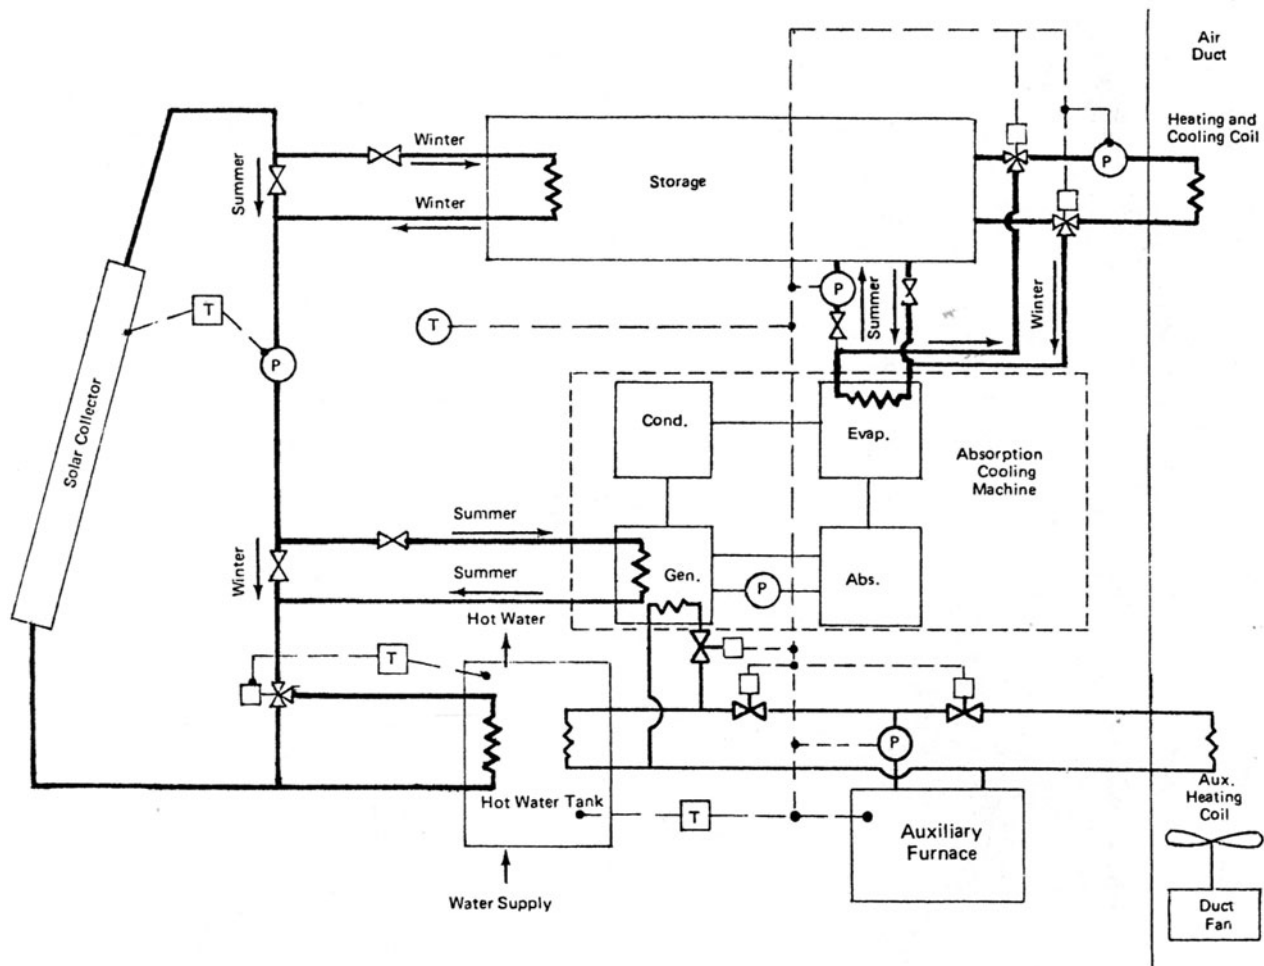 Air
Duct
Heating and
Cooling Coil
Winter
Summer
Storage
P
Winter
T
P
Summer
Winter
T
P
Solar Collector
Cond.
Evap.
Absorption
Cooling
Machine
Summer
Winter
Summer
Gen.
P
Abs.
Hot Water
T
P
Hot Water Tank
T
Auxiliary
Furnace
Aux.
Heating
Coil
Water Supply
Duct
Fan